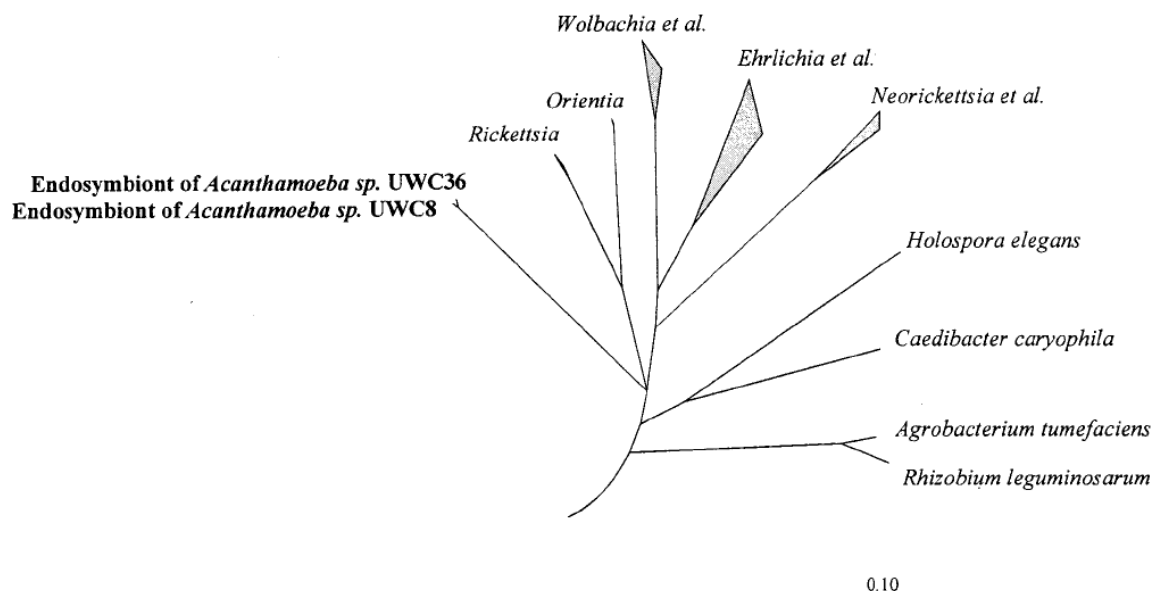 Wolbachia et al.
Ehrlichia et al.
Neorickettsia et al.
Orientia
Rickettsia
Endosymbiont of Acanthamoeba sp. UWC36
Endosymbiont of Acanthamoeba sp. UWC8
Holospora elegans
Caedibacter caryophila
Agrobacterium tumefaciens
Rhizobium leguminosarum
0.10